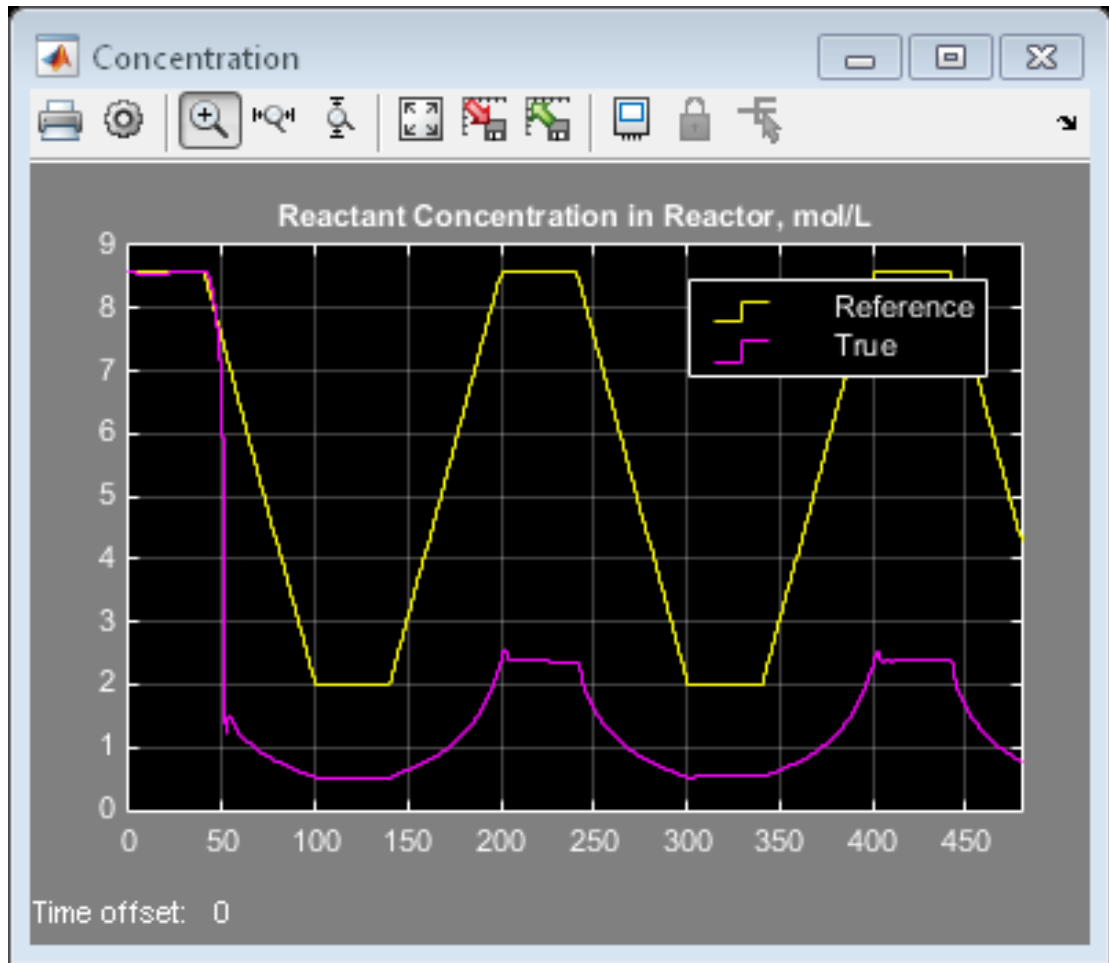 Concentration
Reactant Concentration in Reactor, mol/L
9
8
7
6
5
4
3
2
1
0
Reference
True
0 50 100 150 200 250 300 350 400 450
Time offset: 0